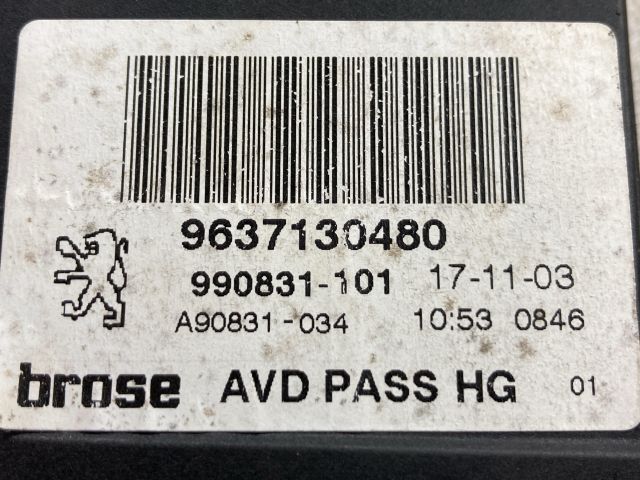 9637130480
990831-101 17-11-03
A90831-034 10:53 0846
brose AVD PASS HG 01